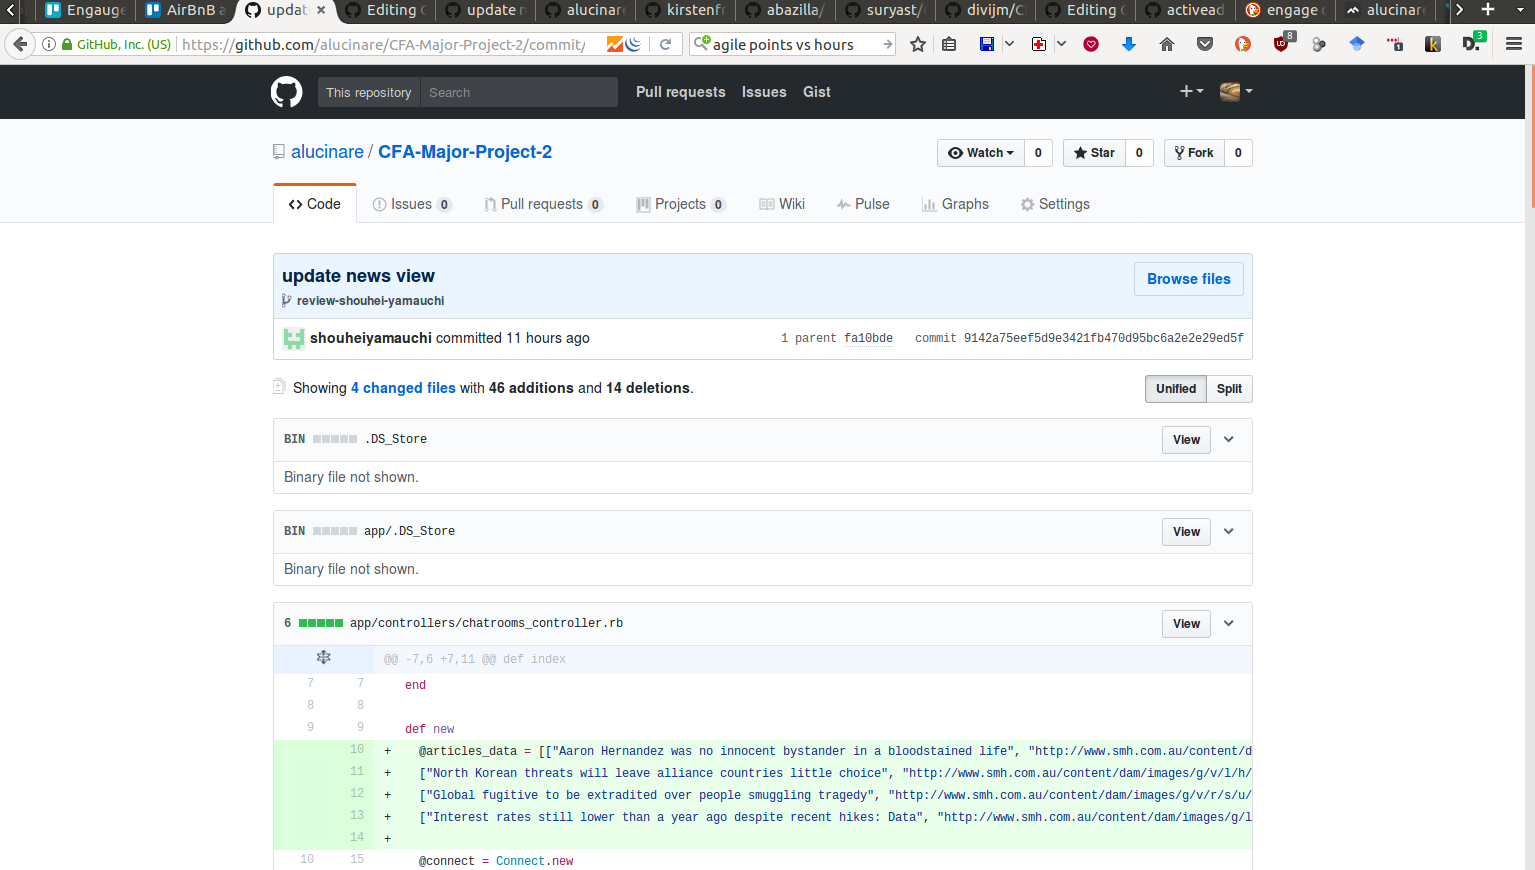 Engauge
AirBnB a
update
Editing C
update n
alucinare
kirstenfr
abazilla/
suryast/
divijm/C
Editing C
activead
engage
alucinare
GitHub, Inc. (US)
https://github.com/alucinare/CFA-Major-Project-2/commit/
agile points vs hours
8
1
3
This repository
Search
Pull requests
Issues
Gist
alucinare / CFA-Major-Project-2
Watch 0
Star 0
Fork 0
Code
Issues 0
Pull requests 0
Projects 0
Wiki
Pulse
Graphs
Settings
update news view
Browse files
review-shouhei-yamauchi
shouheiyamauchi committed 11 hours ago
1 parent fa10bde
commit 9142a75eef5d9e3421fb470d95bc6a2e2e29ed5f
Showing 4 changed files with 46 additions and 14 deletions.
Unified
Split
BIN .DS_Store
View
Binary file not shown.
BIN app/.DS_Store
View
Binary file not shown.
6 app/controllers/chatrooms_controller.rb
View
@@ -7,6 +7,11 @@ def index
7 7 end
8 8
9 9 def new
10 + @articles_data = [["Aaron Hernandez was no innocent bystander in a bloodstained life", "http://www.smh.com.au/content/d
11 + ["North Korean threats will leave alliance countries little choice", "http://www.smh.com.au/content/dam/images/g/v/l/h/
12 + ["Global fugitive to be extradited over people smuggling tragedy", "http://www.smh.com.au/content/dam/images/g/v/r/s/u/
13 + ["Interest rates still lower than a year ago despite recent hikes: Data", "http://www.smh.com.au/content/dam/images/g/l
14 +
10 15 @connect = Connect.new